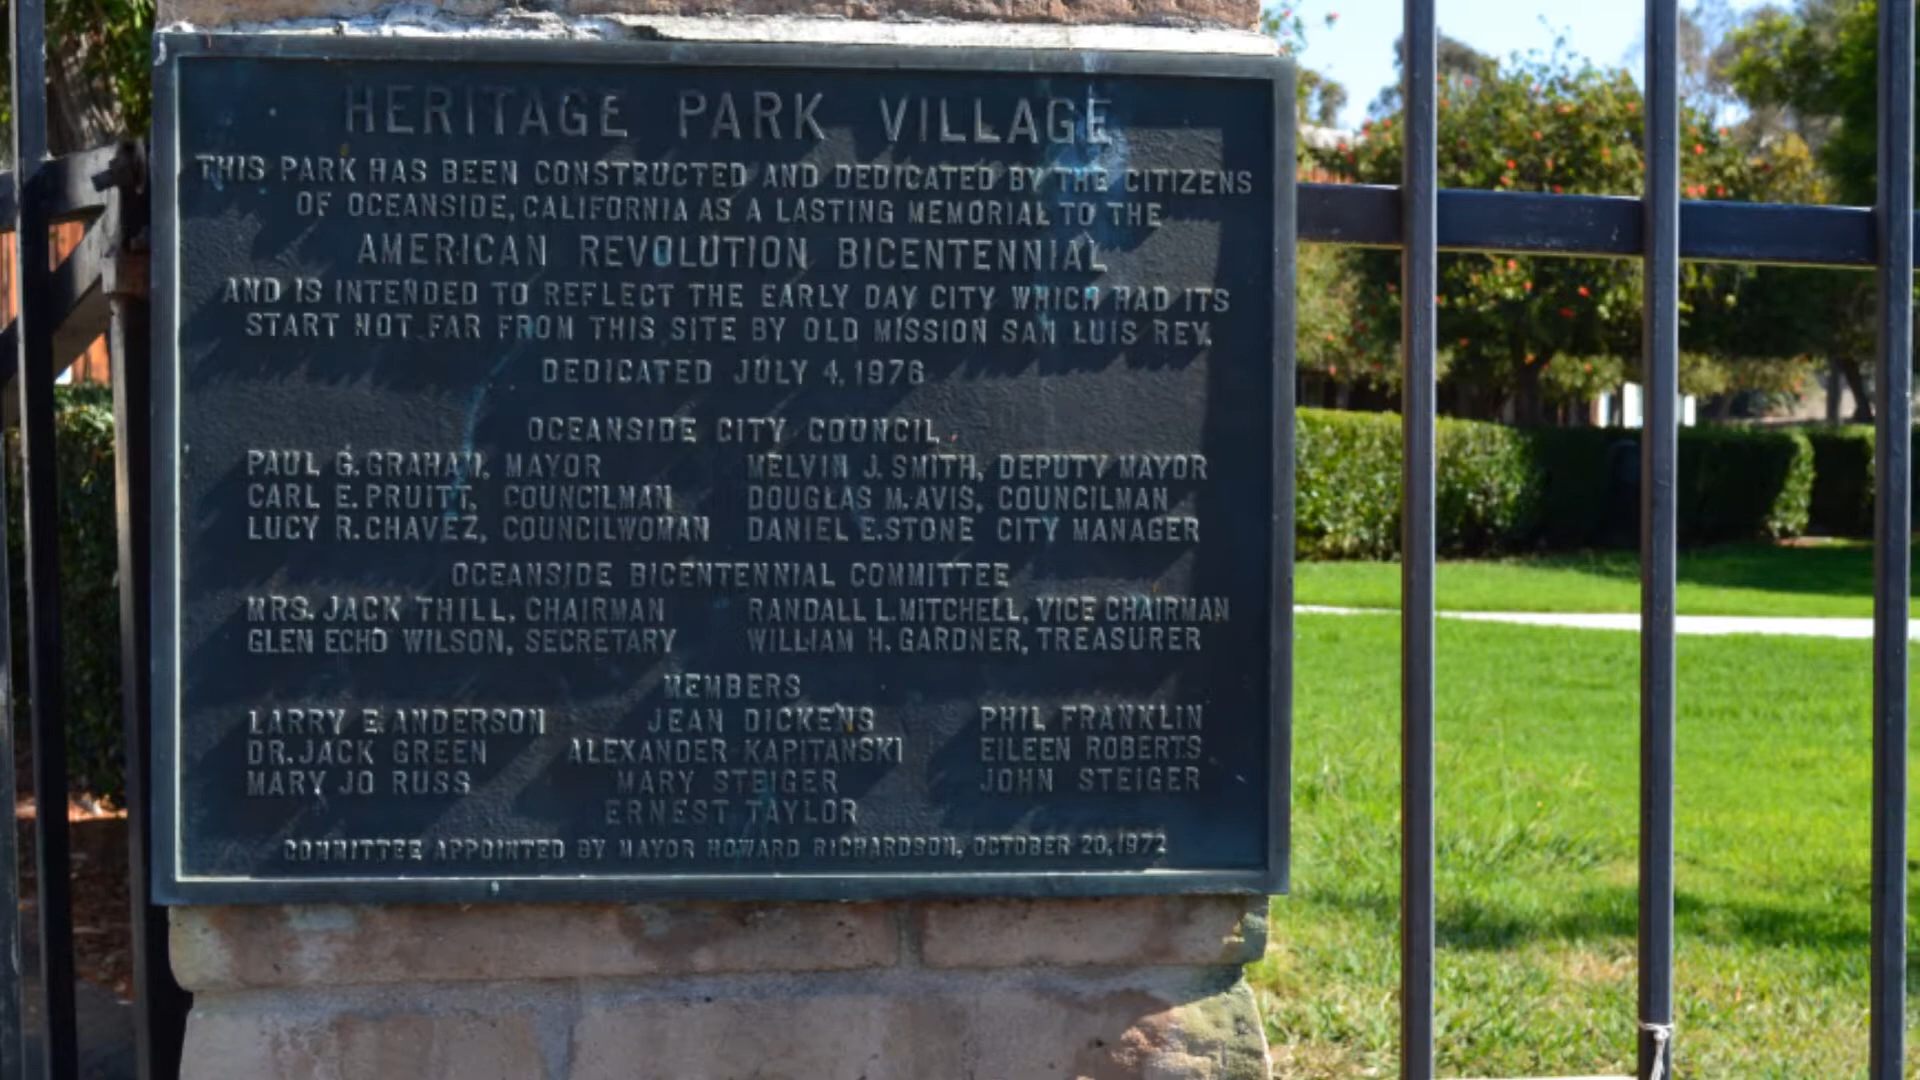 HERITAGE PARK VILLAGE
THIS PARK HAS BEEN CONSTRUCTED AND DEDICATED BY THE CITIZENS
OF OCEANSIDE, CALIFORNIA AS A LASTING MEMORIAL TO THE
AMERICAN REVOLUTION BICENTENNIAL
AND IS INTENDED TO REFLECT THE EARLY DAY CITY WHICH HAD ITS
START NOT FAR FROM THIS SITE BY OLD MISSION SAN LUIS REY.
DEDICATED JULY 4, 1976
OCEANSIDE CITY COUNCIL
PAUL G. GRAHAM, MAYOR MELVIN J. SMITH, DEPUTY MAYOR
CARL E. PRUITT, COUNCILMAN DOUGLAS M. AVIS, COUNCILMAN
LUCY R. CHAVEZ, COUNCILWOMAN DANIEL E. STONE CITY MANAGER
OCEANSIDE BICENTENNIAL COMMITTEE
MRS. JACK THILL, CHAIRMAN RANDALL L. MITCHELL, VICE CHAIRMAN
GLEN ECHO WILSON, SECRETARY WILLIAM H. GARDNER, TREASURER
MEMBERS
LARRY E. ANDERSON JEAN DICKENS PHIL FRANKLIN
DR. JACK GREEN ALEXANDER KAPITANSKI EILEEN ROBERTS
MARY JO RUSS MARY STEIGER JOHN STEIGER
ERNEST TAYLOR
COMMITTEE APPOINTED BY MAYOR HOWARD RICHARDSON, OCTOBER 20, 1972